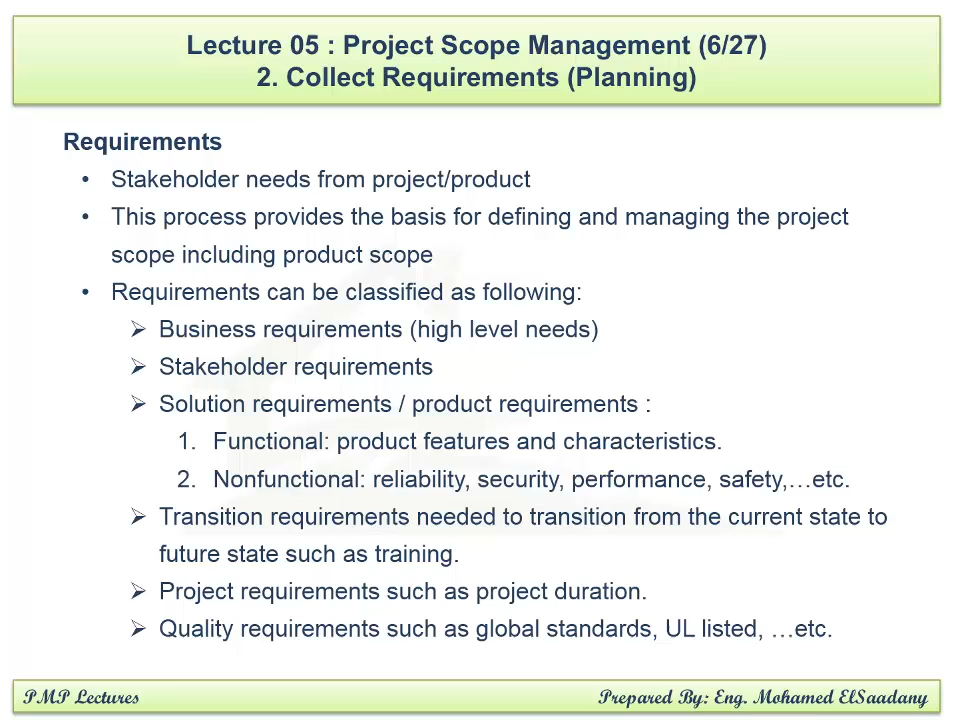 Lecture 05 : Project Scope Management (6/27)
2. Collect Requirements (Planning)
Requirements
• Stakeholder needs from project/product
• This process provides the basis for defining and managing the project
scope including product scope
• Requirements can be classified as following:
➢ Business requirements (high level needs)
➢ Stakeholder requirements
➢ Solution requirements / product requirements :
1. Functional: product features and characteristics.
2. Nonfunctional: reliability, security, performance, safety,…etc.
➢ Transition requirements needed to transition from the current state to
future state such as training.
➢ Project requirements such as project duration.
➢ Quality requirements such as global standards, UL listed, …etc.
PMP Lectures
Prepared By: Eng. Mohamed ElSaadany